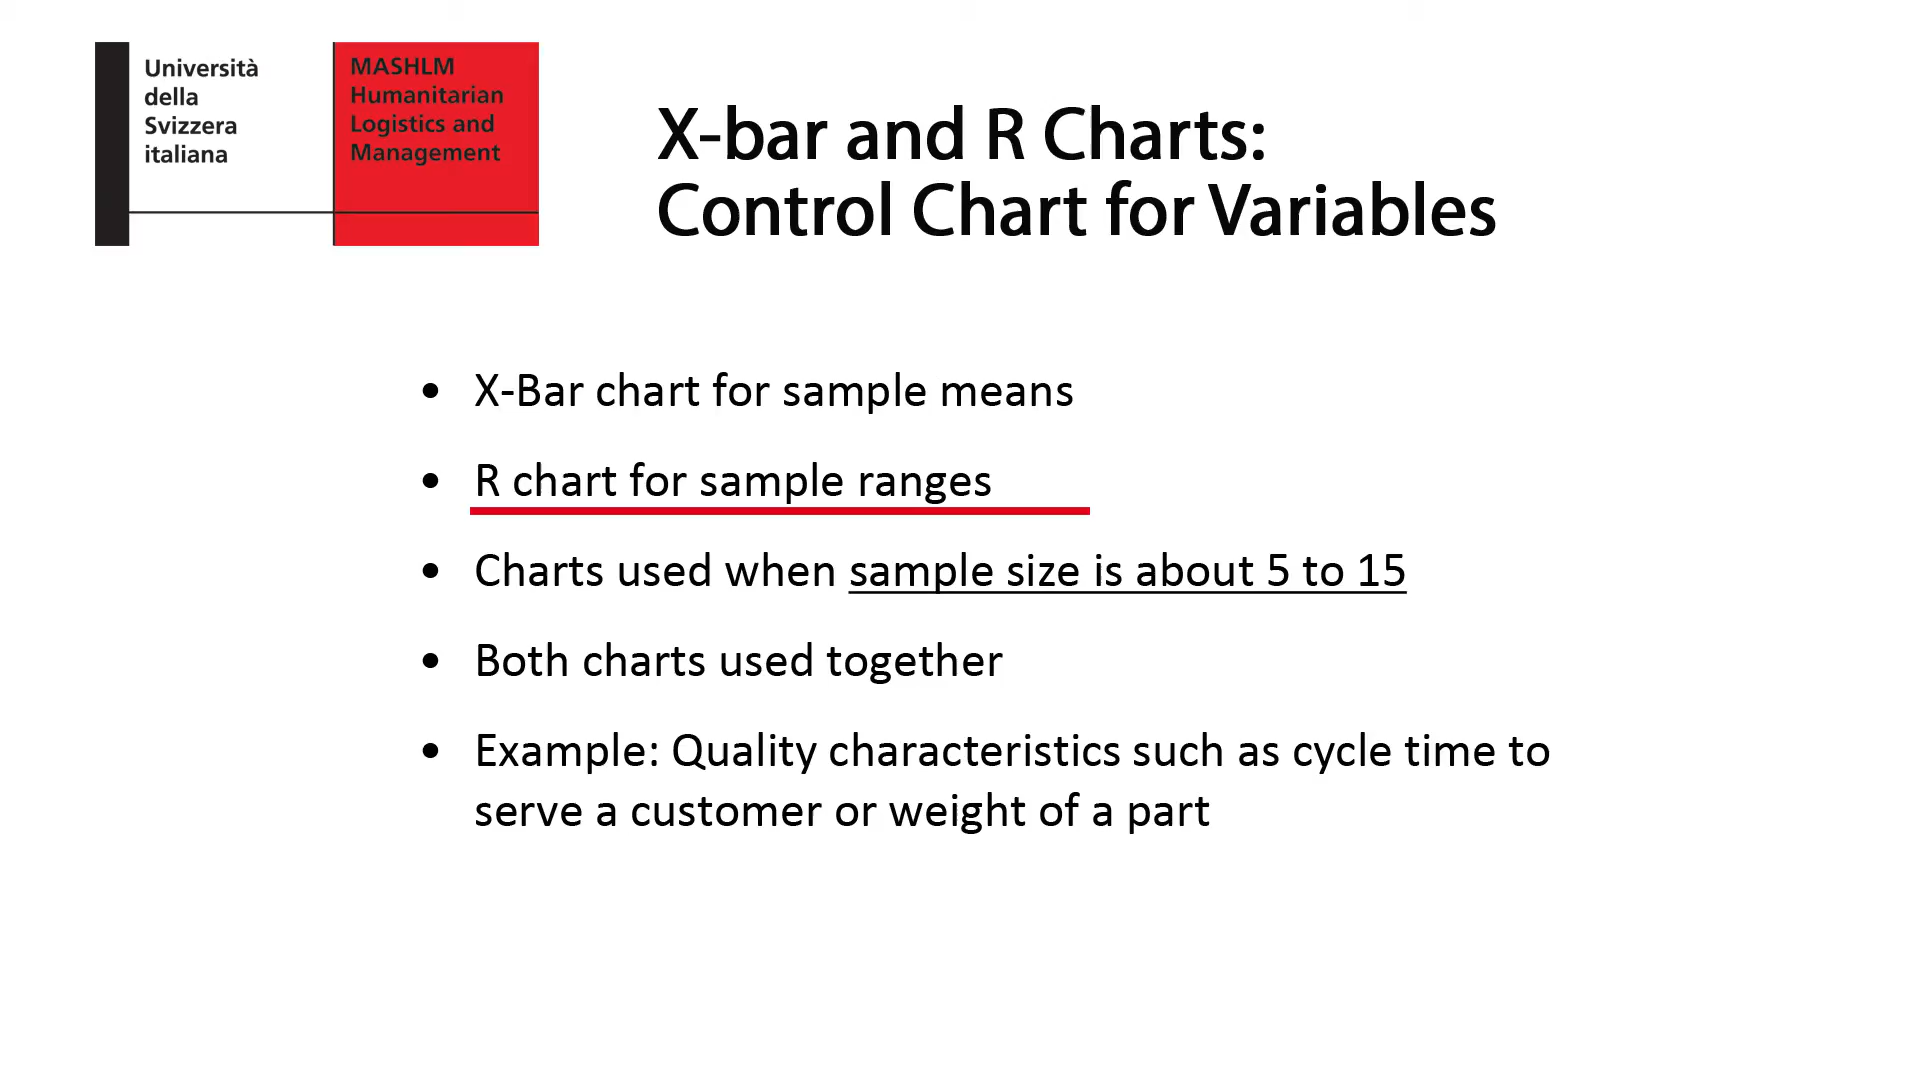 Università
della
Svizzera
italiana
MASHLM
Humanitarian
Logistics and
Management
X-bar and R Charts:
Control Chart for Variables
• X-Bar chart for sample means
• R chart for sample ranges
• Charts used when sample size is about 5 to 15
• Both charts used together
• Example: Quality characteristics such as cycle time to
serve a customer or weight of a part